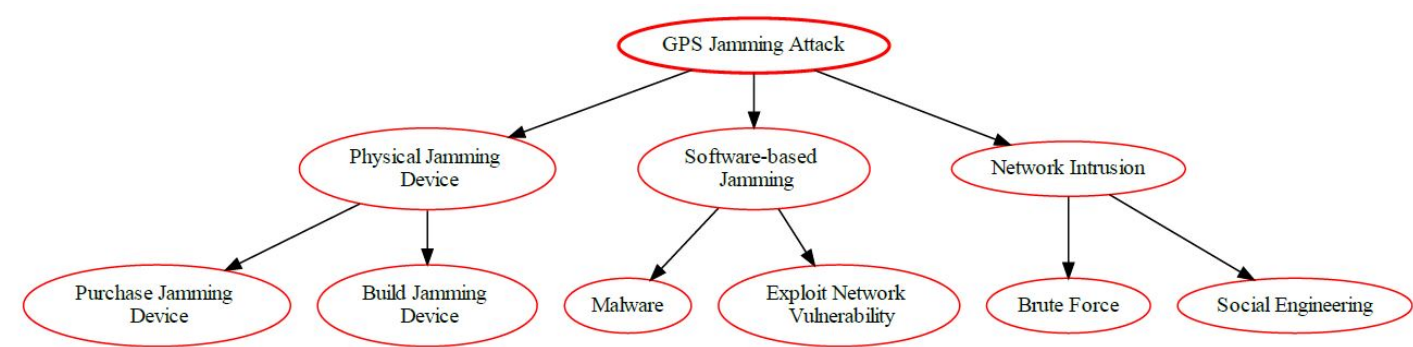 GPS Jamming Attack
Physical Jamming
Device
Software-based
Jamming
Network Intrusion
Purchase Jamming
Device
Build Jamming
Device
Malware
Exploit Network
Vulnerability
Brute Force
Social Engineering